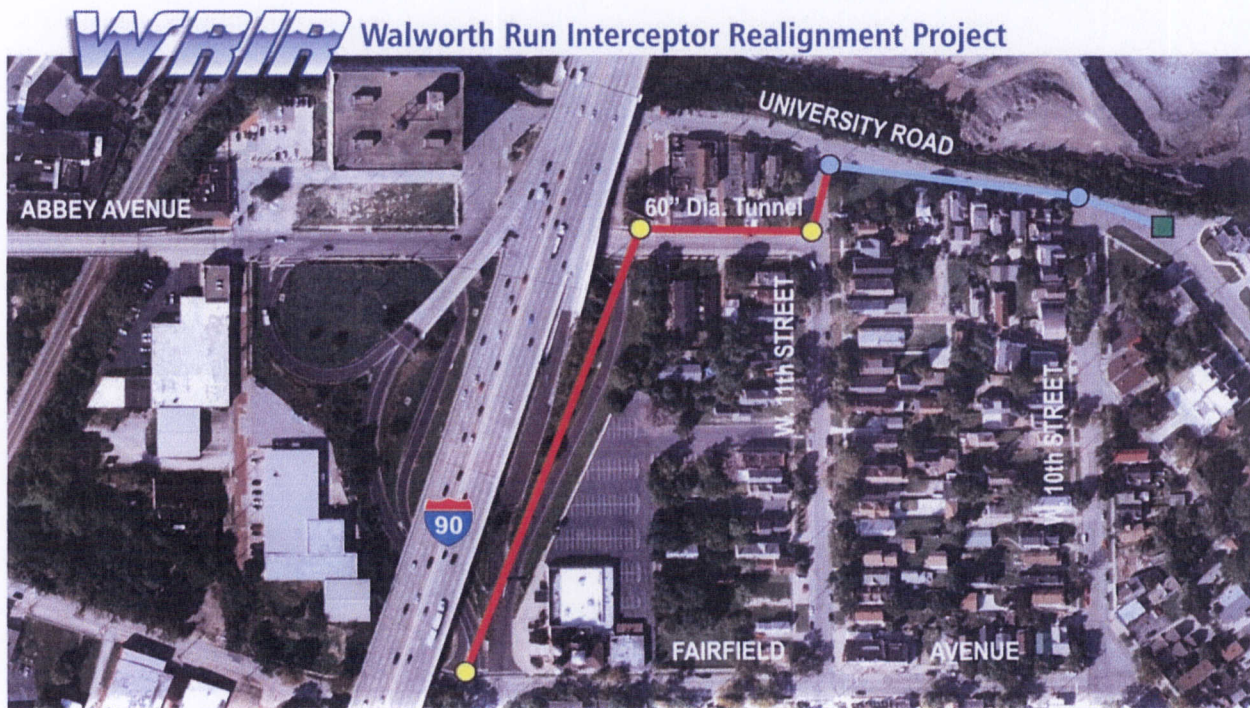 WRIR Walworth Run Interceptor Realignment Project
UNIVERSITY ROAD
ABBEY AVENUE
60" Dia. Tunnel
W. 11th STREET
W. 10th STREET
90
FAIRFIELD AVENUE